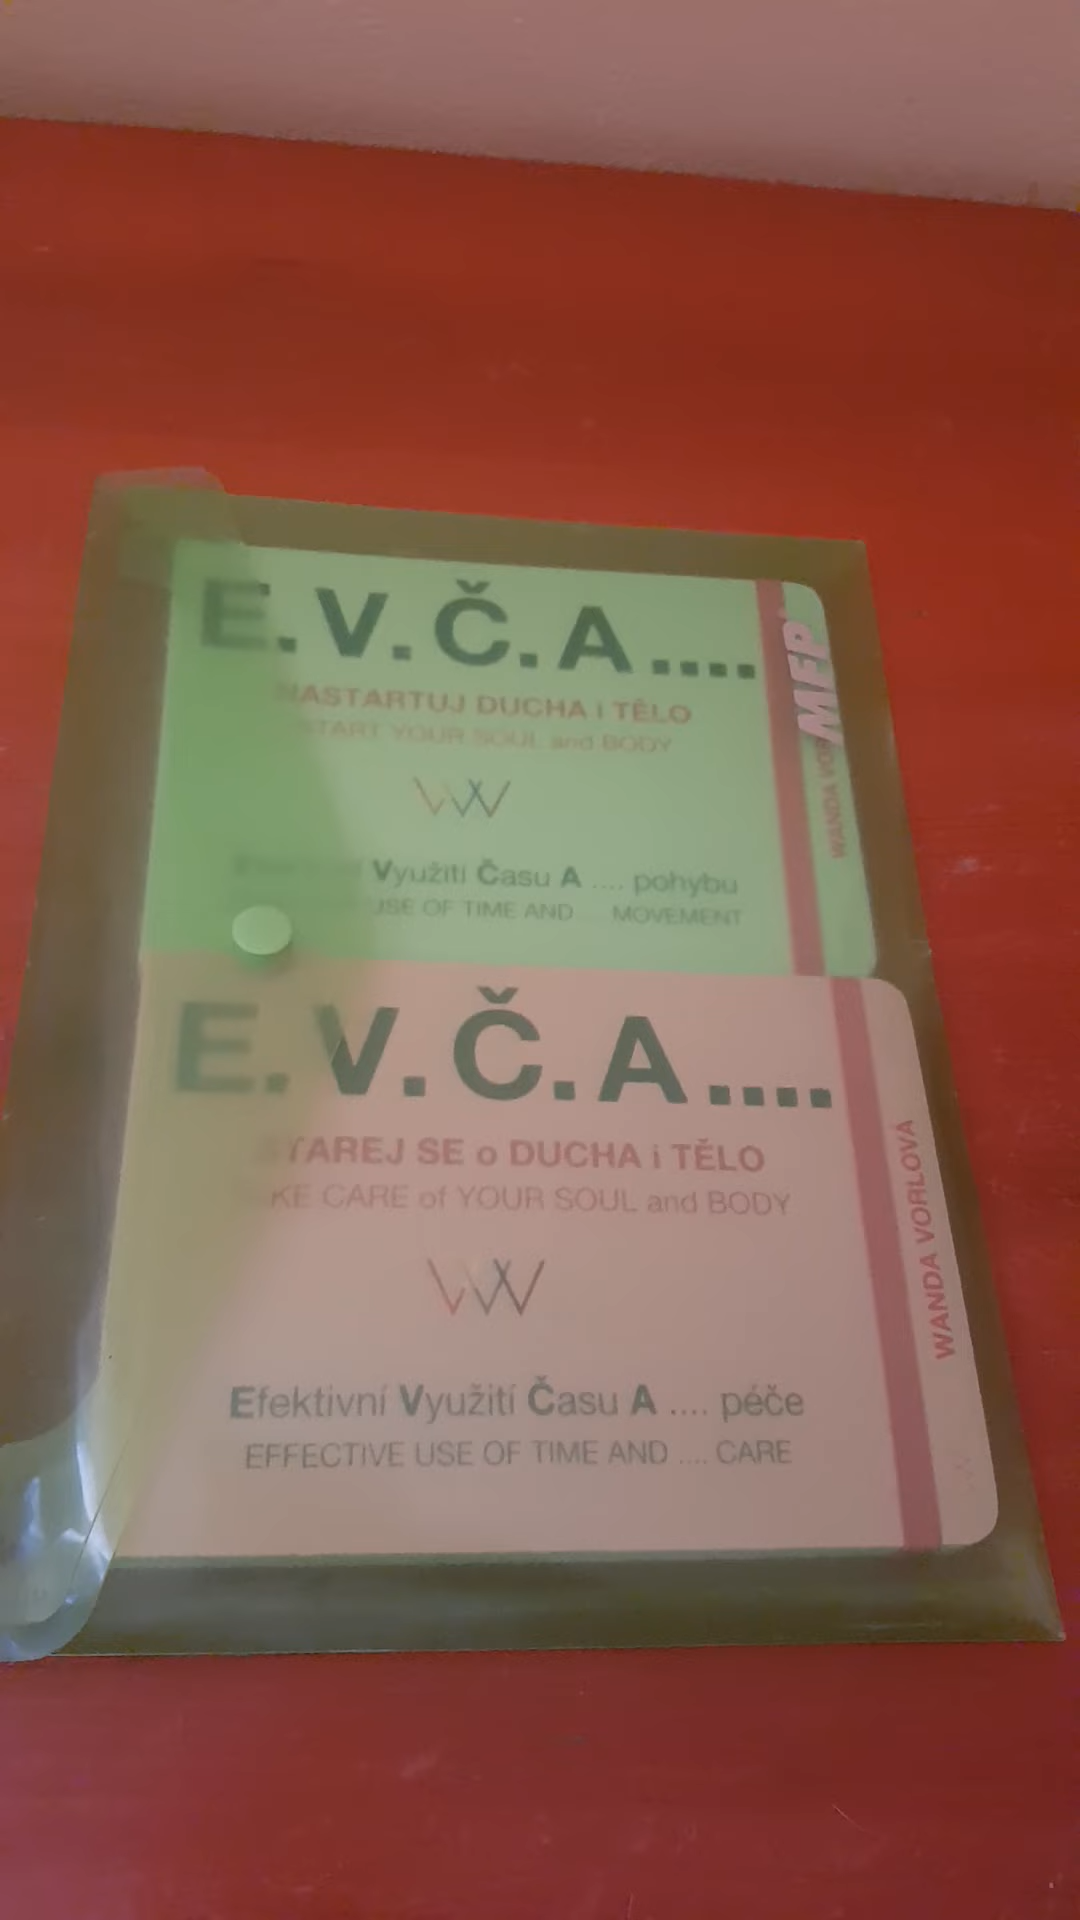 E.V.Č.A....
NASTARTUJ DUCHA i TĚLO
START YOUR SOUL and BODY
VW
Využití Času A .... pohybu
USE OF TIME AND .... MOVEMENT
MFP
WANDA
E.V.Č.A....
STAREJ SE o DUCHA i TĚLO
CARE of YOUR SOUL and BODY
VW
Efektivní Využití Času A .... péče
EFFECTIVE USE OF TIME AND .... CARE
WANDA VORLOVÁ